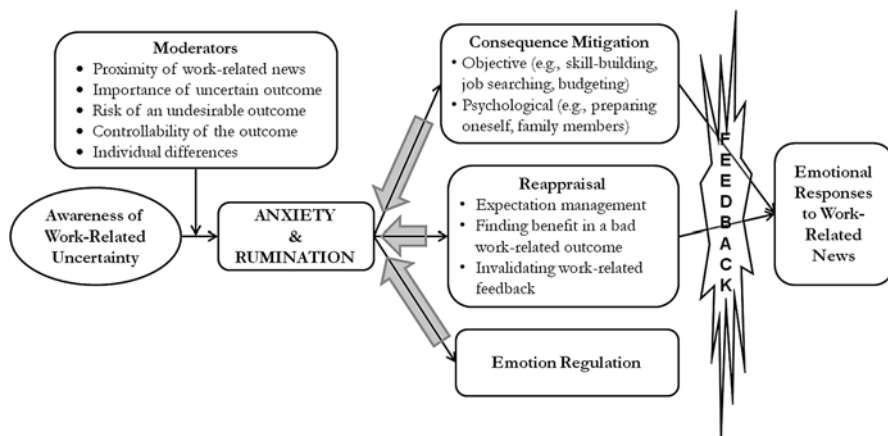 Moderators
• Proximity of work-related news
• Importance of uncertain outcome
• Risk of an undesirable outcome
• Controllability of the outcome
• Individual differences
Awareness of
Work-Related
Uncertainty
ANXIETY
&
RUMINATION
Consequence Mitigation
• Objective (e.g., skill-building,
job searching, budgeting)
• Psychological (e.g., preparing
oneself, family members)
Reappraisal
• Expectation management
• Finding benefit in a bad
work-related outcome
• Invalidating work-related
feedback
Emotion Regulation
FEEDBACK
Emotional
Responses
to Work-
Related
News